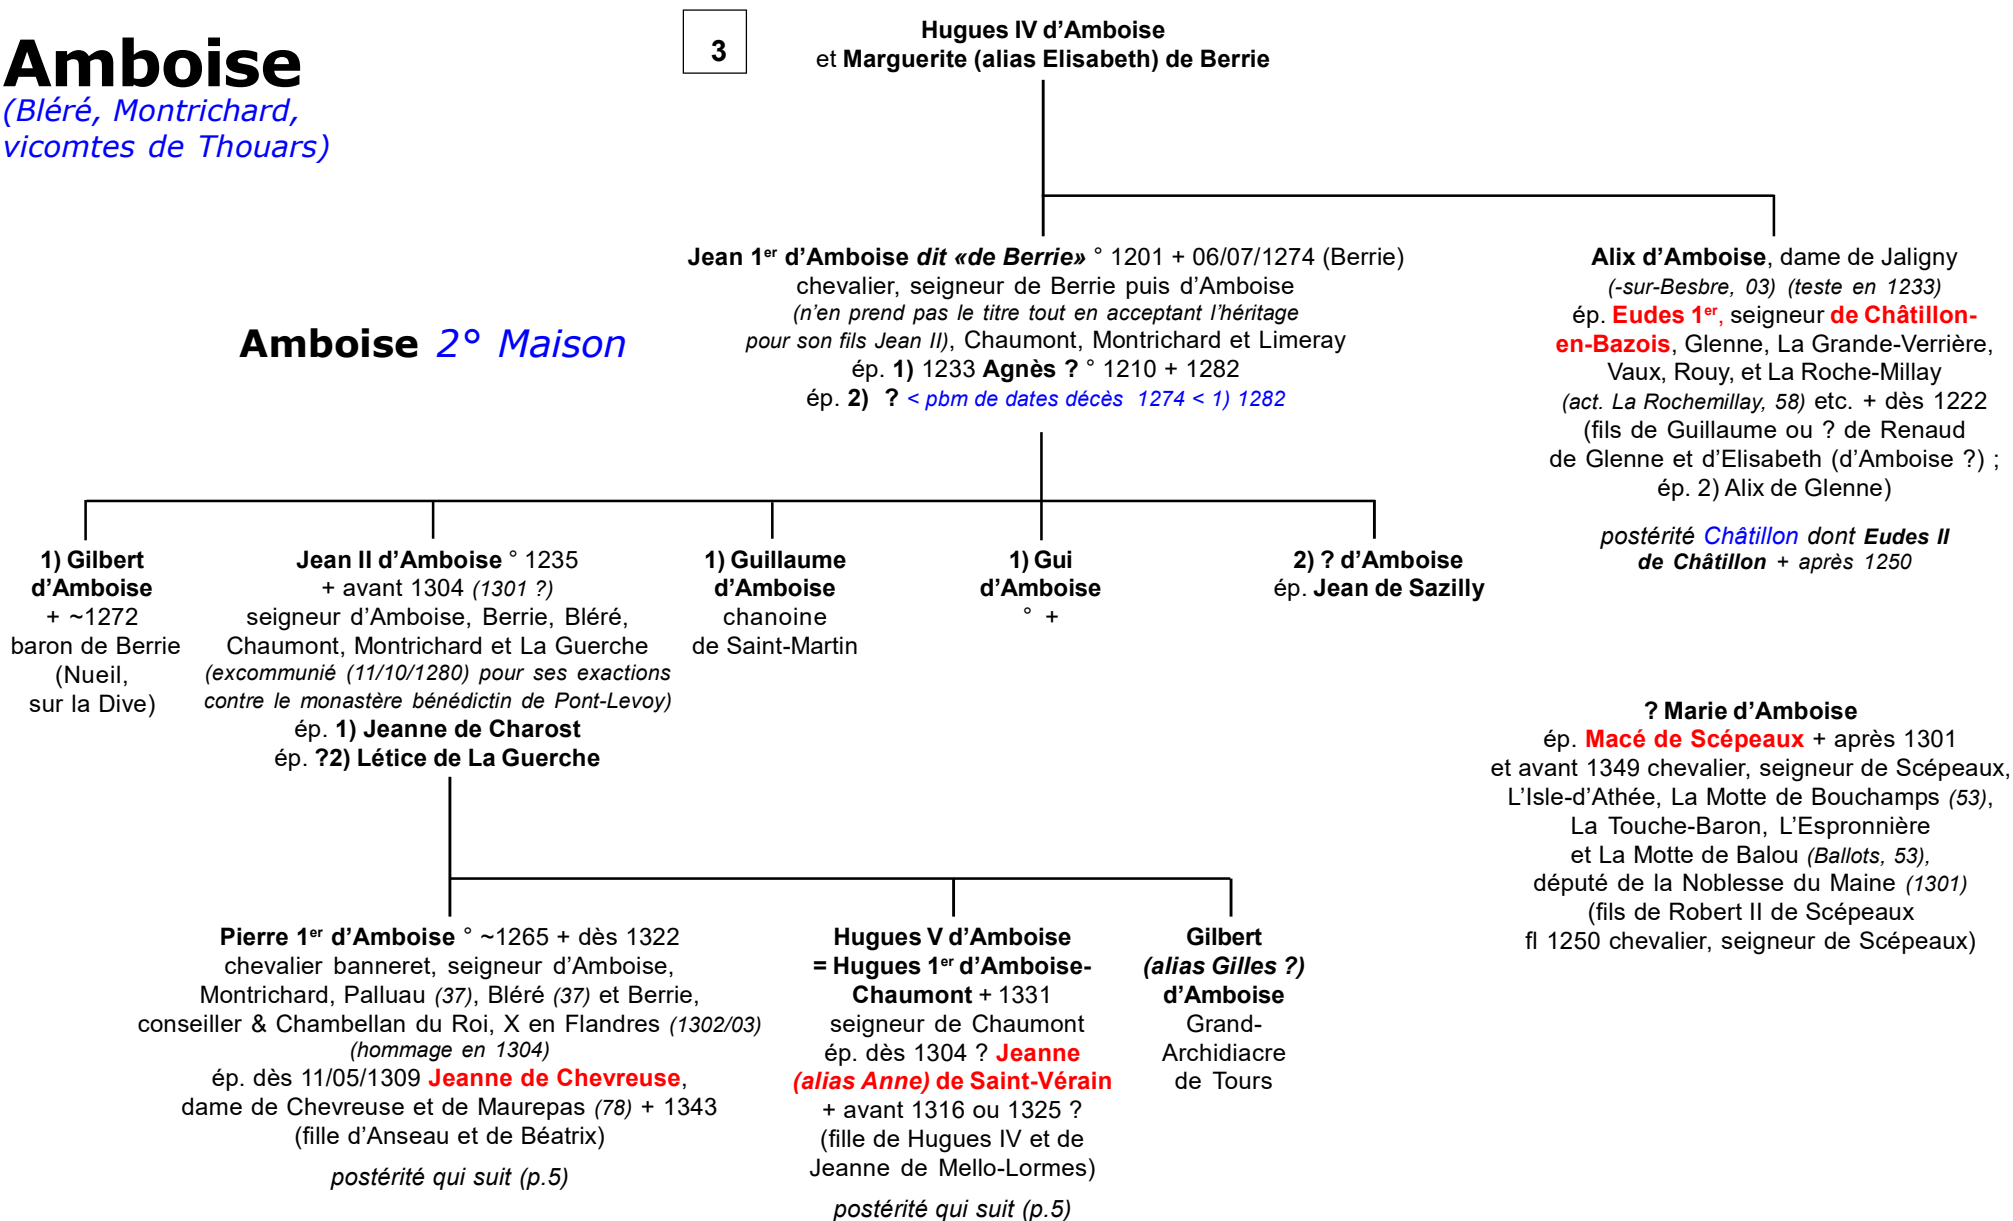 Amboise
(Bléré, Montrichard,
vicomtes de Thouars)
3
Hugues IV d’Amboise
et Marguerite (alias Elisabeth) de Berrie
Jean 1er d’Amboise dit «de Berrie» ° 1201 + 06/07/1274 (Berrie)
chevalier, seigneur de Berrie puis d’Amboise
(n’en prend pas le titre tout en acceptant l’héritage
pour son fils Jean II), Chaumont, Montrichard et Limeray
ép. 1) 1233 Agnès ? ° 1210 + 1282
ép. 2) ? < pbm de dates décès 1274 < 1) 1282
Alix d’Amboise, dame de Jaligny
(-sur-Besbre, 03) (teste en 1233)
ép. Eudes 1er, seigneur de Châtillon-
en-Bazois, Glenne, La Grande-Verrière,
Vaux, Rouy, et La Roche-Millay
(act. La Rochemillay, 58) etc. + dès 1222
(fils de Guillaume ou ? de Renaud
de Glenne et d’Elisabeth (d’Amboise ?) ;
ép. 2) Alix de Glenne)
postérité Châtillon dont Eudes II
de Châtillon + après 1250
Amboise 2° Maison
1) Gilbert
d’Amboise
+ ~1272
baron de Berrie
(Nueil,
sur la Dive)
Jean II d’Amboise ° 1235
+ avant 1304 (1301 ?)
seigneur d’Amboise, Berrie, Bléré,
Chaumont, Montrichard et La Guerche
(excommunié (11/10/1280) pour ses exactions
contre le monastère bénédictin de Pont-Levoy)
ép. 1) Jeanne de Charost
ép. ?2) Létice de La Guerche
1) Guillaume
d’Amboise
chanoine
de Saint-Martin
1) Gui
d’Amboise
° +
2) ? d’Amboise
ép. Jean de Sazilly
? Marie d’Amboise
ép. Macé de Scépeaux + après 1301
et avant 1349 chevalier, seigneur de Scépeaux,
L’Isle-d’Athée, La Motte de Bouchamps (53),
La Touche-Baron, L’Espronnière
et La Motte de Balou (Ballots, 53),
député de la Noblesse du Maine (1301)
(fils de Robert II de Scépeaux
fl 1250 chevalier, seigneur de Scépeaux)
Pierre 1er d’Amboise ° ~1265 + dès 1322
chevalier banneret, seigneur d’Amboise,
Montrichard, Palluau (37), Bléré (37) et Berrie,
conseiller & Chambellan du Roi, X en Flandres (1302/03)
(hommage en 1304)
ép. dès 11/05/1309 Jeanne de Chevreuse,
dame de Chevreuse et de Maurepas (78) + 1343
(fille d’Anseau et de Béatrix)
postérité qui suit (p.5)
Hugues V d’Amboise
= Hugues 1er d’Amboise-
Chaumont + 1331
seigneur de Chaumont
ép. dès 1304 ? Jeanne
(alias Anne) de Saint-Vérain
+ avant 1316 ou 1325 ?
(fille de Hugues IV et de
Jeanne de Mello-Lormes)
postérité qui suit (p.5)
Gilbert
(alias Gilles ?)
d’Amboise
Grand-
Archidiacre
de Tours